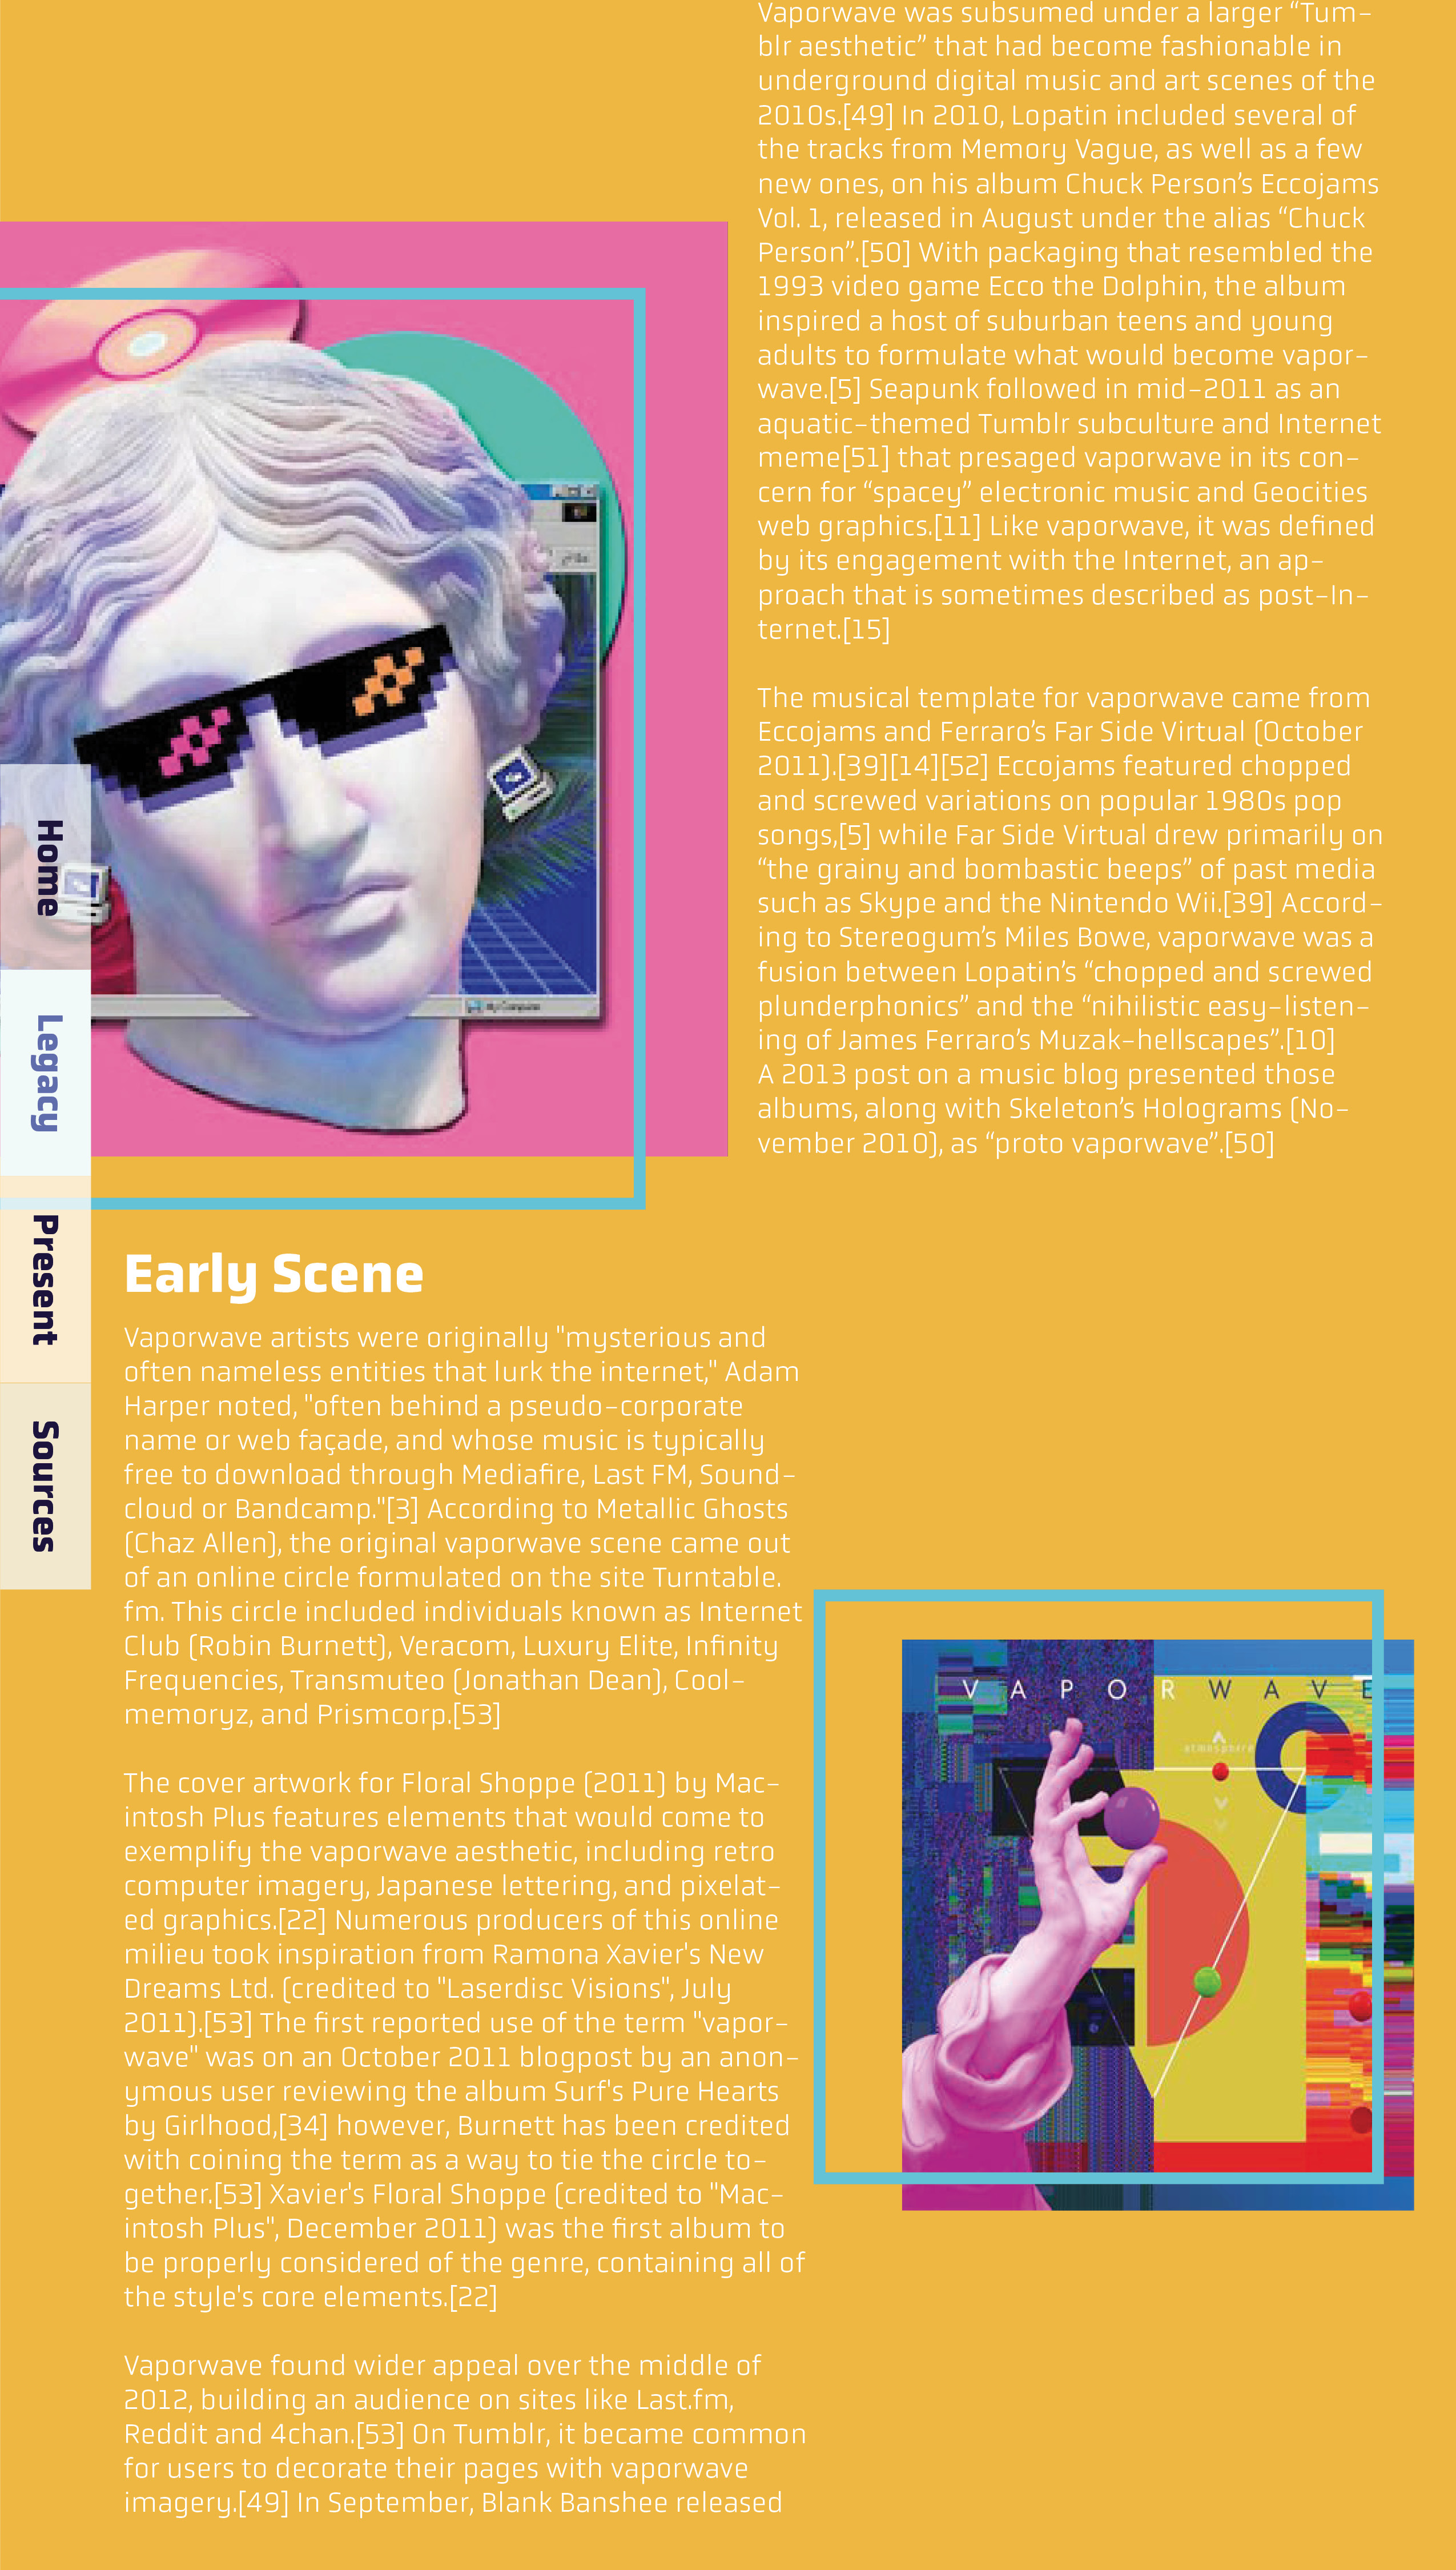 Vaporwave was subsumed under a larger “Tum-
blr aesthetic” that had become fashionable in
underground digital music and art scenes of the
2010s.[49] In 2010, Lopatin included several of
the tracks from Memory Vague, as well as a few
new ones, on his album Chuck Person’s Eccojams
Vol. 1, released in August under the alias “Chuck
Person”.[50] With packaging that resembled the
1993 video game Ecco the Dolphin, the album
inspired a host of suburban teens and young
adults to formulate what would become vapor-
wave.[5] Seapunk followed in mid-2011 as an
aquatic-themed Tumblr subculture and Internet
meme[51] that presaged vaporwave in its con-
cern for “spacey” electronic music and Geocities
web graphics.[11] Like vaporwave, it was defined
by its engagement with the Internet, an ap-
proach that is sometimes described as post-In-
ternet.[15]
The musical template for vaporwave came from
Eccojams and Ferraro’s Far Side Virtual (October
2011).[39][14][52] Eccojams featured chopped
and screwed variations on popular 1980s pop
songs,[5] while Far Side Virtual drew primarily on
“the grainy and bombastic beeps” of past media
such as Skype and the Nintendo Wii.[39] Accord-
ing to Stereogum’s Miles Bowe, vaporwave was a
fusion between Lopatin’s “chopped and screwed
plunderphonics” and the “nihilistic easy-listen-
ing of James Ferraro’s Muzak-hellscapes”.[10]
A 2013 post on a music blog presented those
albums, along with Skeleton’s Holograms (No-
vember 2010), as “proto vaporwave”.[50]
My Computer
Home
Legacy
Present
Sources
Early Scene
Vaporwave artists were originally "mysterious and
often nameless entities that lurk the internet," Adam
Harper noted, "often behind a pseudo-corporate
name or web façade, and whose music is typically
free to download through Mediafire, Last FM, Sound-
cloud or Bandcamp."[3] According to Metallic Ghosts
(Chaz Allen), the original vaporwave scene came out
of an online circle formulated on the site Turntable.
fm. This circle included individuals known as Internet
Club (Robin Burnett), Veracom, Luxury Elite, Infinity
Frequencies, Transmuteo (Jonathan Dean), Cool-
memoryz, and Prismcorp.[53]
The cover artwork for Floral Shoppe (2011) by Mac-
intosh Plus features elements that would come to
exemplify the vaporwave aesthetic, including retro
computer imagery, Japanese lettering, and pixelat-
ed graphics.[22] Numerous producers of this online
milieu took inspiration from Ramona Xavier's New
Dreams Ltd. (credited to "Laserdisc Visions", July
2011).[53] The first reported use of the term "vapor-
wave" was on an October 2011 blogpost by an anon-
ymous user reviewing the album Surf's Pure Hearts
by Girlhood,[34] however, Burnett has been credited
with coining the term as a way to tie the circle to-
gether.[53] Xavier's Floral Shoppe (credited to "Mac-
intosh Plus", December 2011) was the first album to
be properly considered of the genre, containing all of
the style's core elements.[22]
Vaporwave found wider appeal over the middle of
2012, building an audience on sites like Last.fm,
Reddit and 4chan.[53] On Tumblr, it became common
for users to decorate their pages with vaporwave
imagery.[49] In September, Blank Banshee released
VAPORWAVE
atmosphere